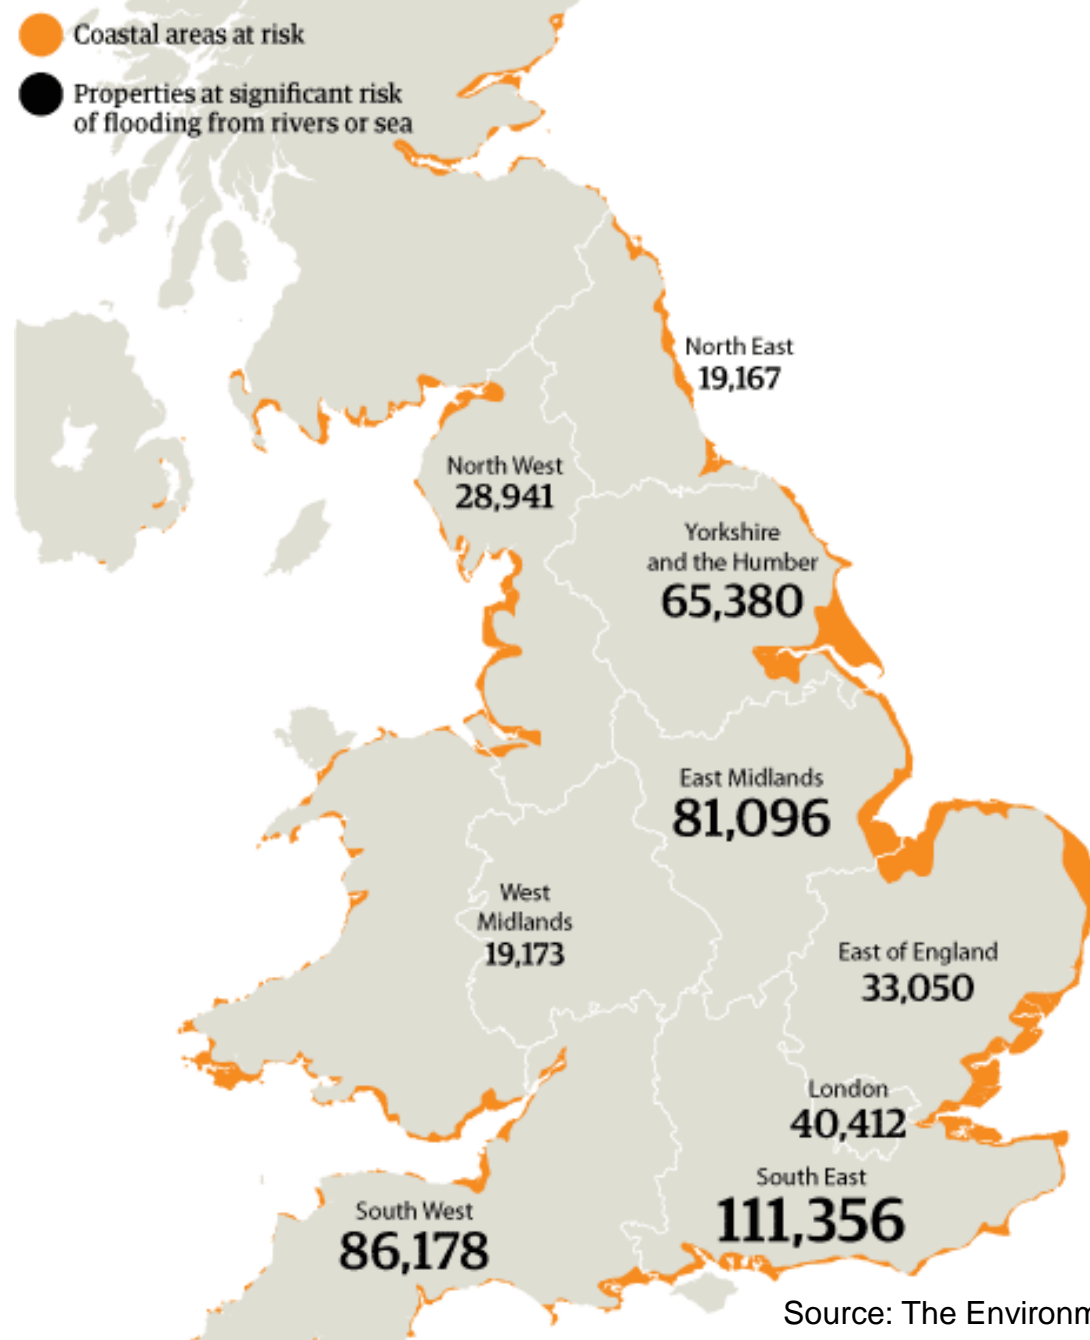 Coastal areas at risk
Properties at significant risk
of flooding from rivers or sea
North East
19,167
North West
28,941
Yorkshire
and the Humber
65,380
East Midlands
81,096
West
Midlands
19,173
East of England
33,050
London
40,412
South East
111,356
South West
86,178
Source: The Environm